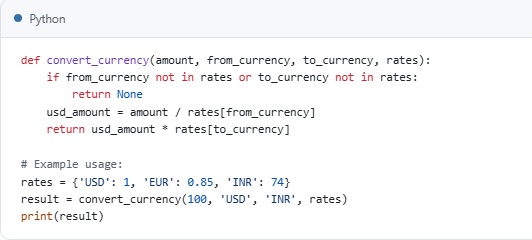 Python
def convert_currency(amount, from_currency, to_currency, rates):
    if from_currency not in rates or to_currency not in rates:
        return None
    usd_amount = amount / rates[from_currency]
    return usd_amount * rates[to_currency]

# Example usage:
rates = {'USD': 1, 'EUR': 0.85, 'INR': 74}
result = convert_currency(100, 'USD', 'INR', rates)
print(result)